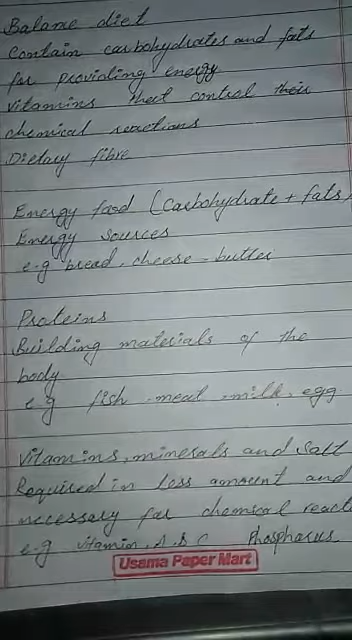 Balance diet
Contain carbohydrates and fats
for providing energy
vitamins that control their
chemical reactions
Dietary fibre
Energy food (Carbohydrate + fats)
Energy sources
e.g bread, cheese - butter
Proteins
Building materials of the
body
e.g fish - meat - milk, egg
Vitamins, minerals and Salt
Required in less amount and
necessary for chemical react
e-g vitamin, A, B, C Phosphorus
Usama Paper Mart